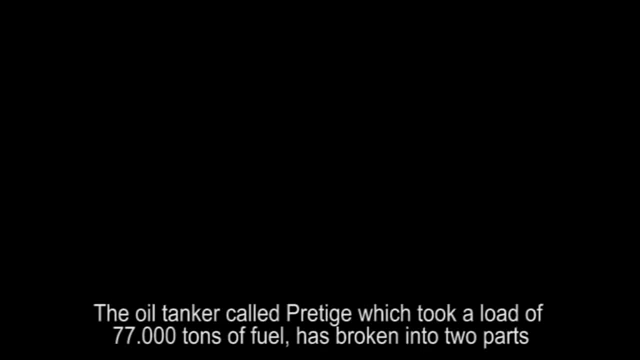 The oil tanker called Pretige which took a load of
77.000 tons of fuel, has broken into two parts